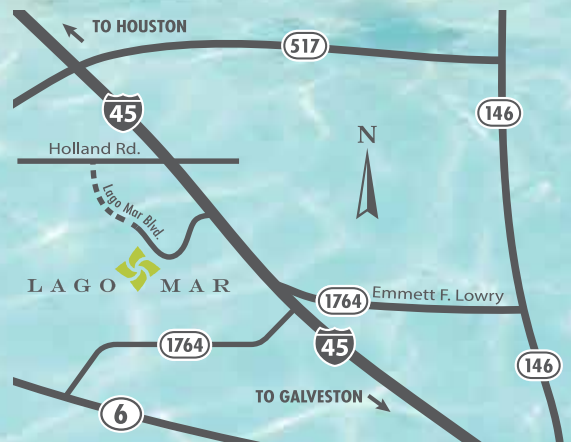 TO HOUSTON
517
45
146
N
Holland Rd.
Lago Mar Blvd.
LAGO MAR
1764 Emmett F. Lowry
1764
45
146
TO GALVESTON
6